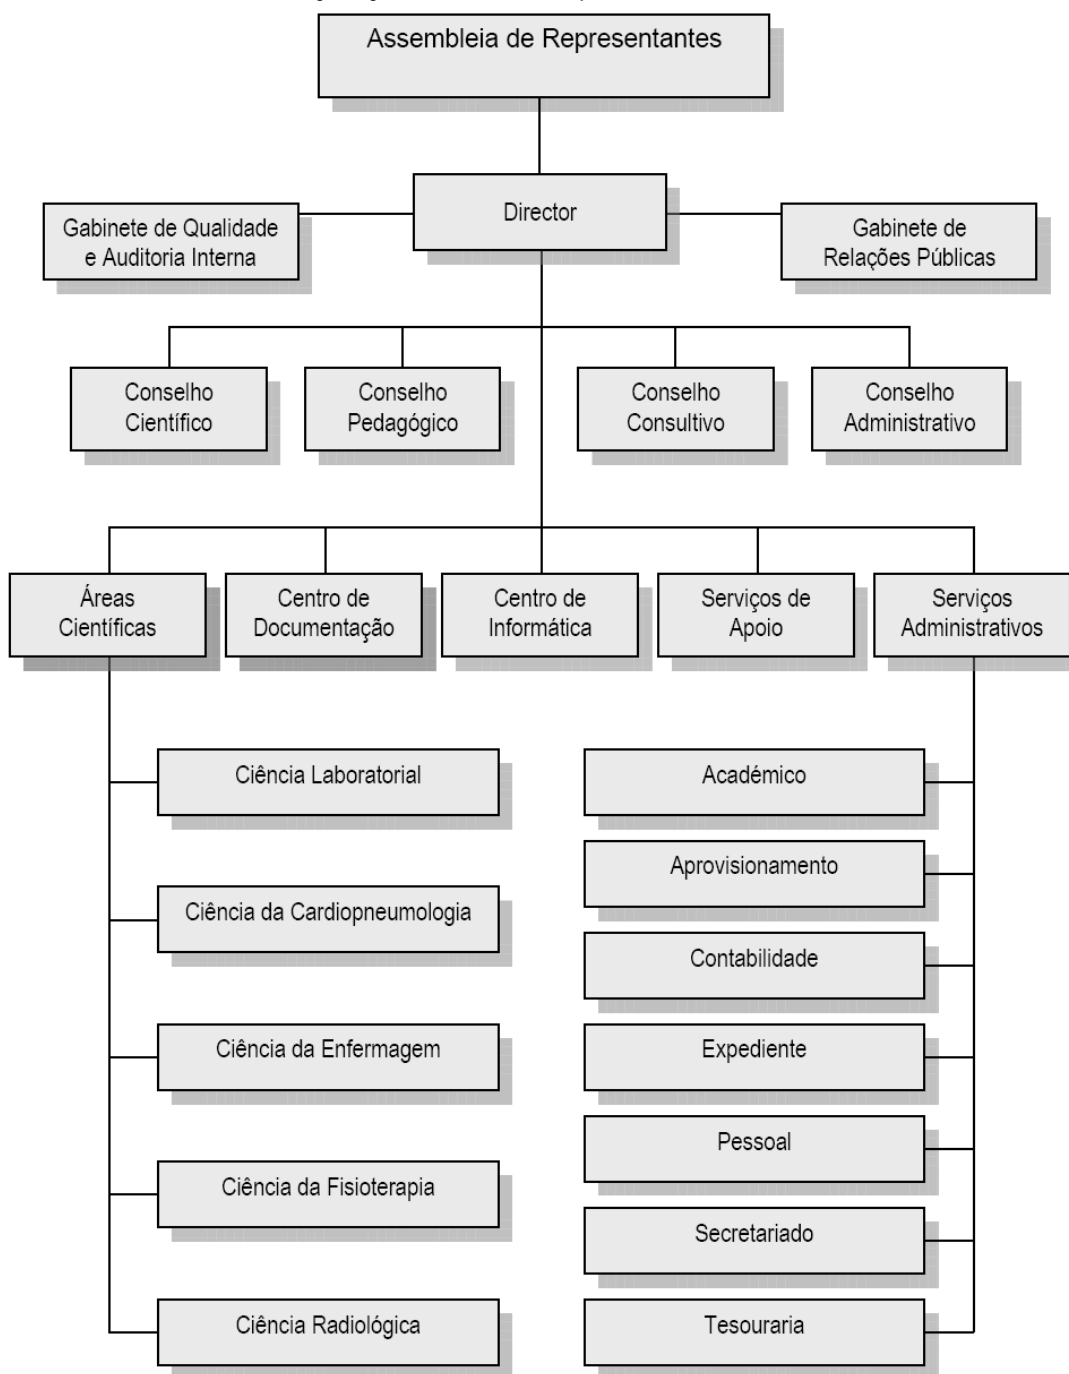 Assembleia de Representantes
Director
Gabinete de Qualidade
e Auditoria Interna
Gabinete de
Relações Públicas
Conselho
Científico
Conselho
Pedagógico
Conselho
Consultivo
Conselho
Administrativo
Áreas
Científicas
Centro de
Documentação
Centro de
Informática
Serviços de
Apoio
Serviços
Administrativos
Ciência Laboratorial
Ciência da Cardiopneumologia
Ciência da Enfermagem
Ciência da Fisioterapia
Ciência Radiológica
Académico
Aprovisionamento
Contabilidade
Expediente
Pessoal
Secretariado
Tesouraria